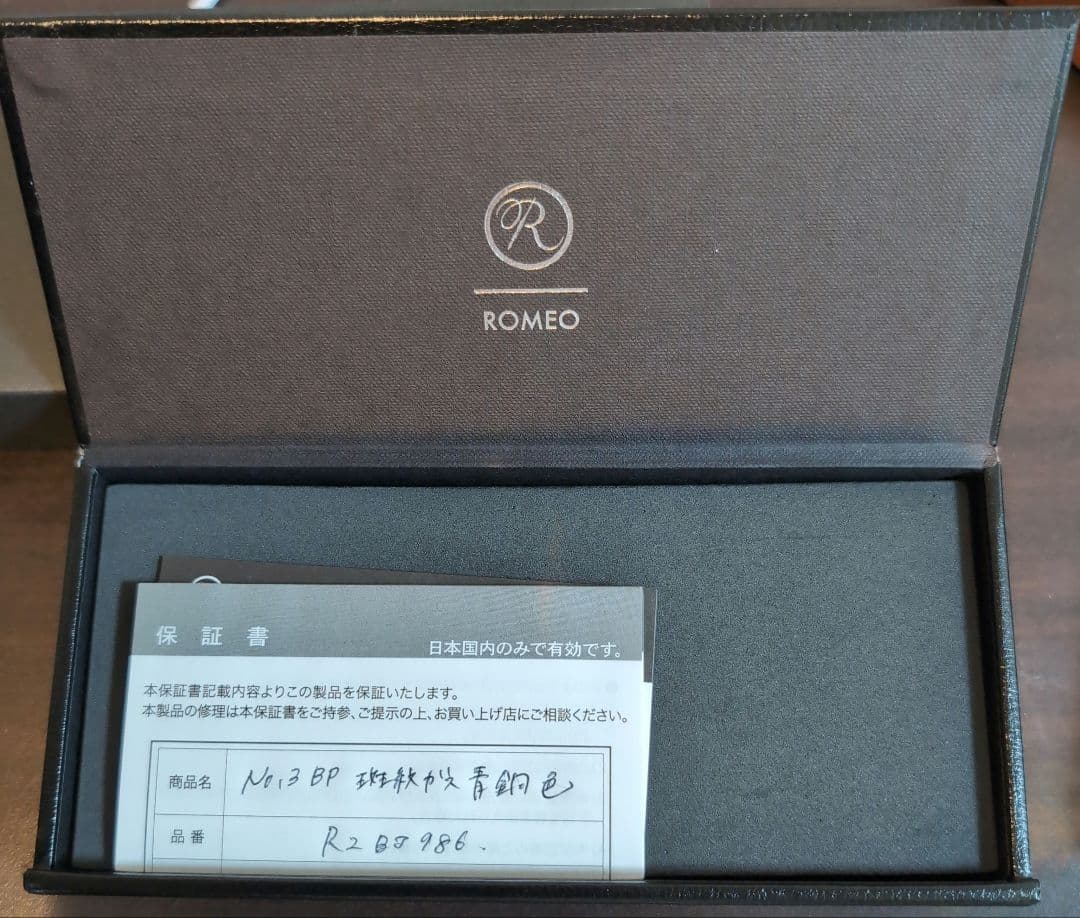 R
ROMEO
保証書
日本国内のみで有効です。
本保証書記載内容よりこの製品を保証いたします。
本製品の修理は本保証書をご持参、ご提示の上、お買い上げ店にご相談ください。
商品名 No.3 BP 斑紋ガス青銅色
品番 R2BJ986.